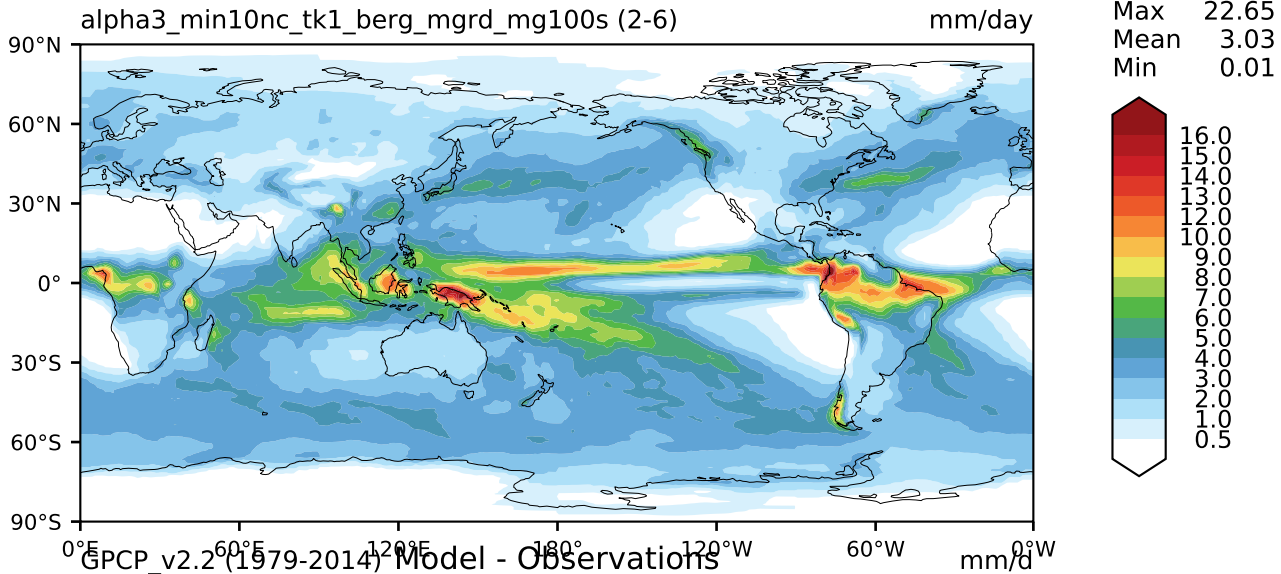 alpha3_min10nc_tk1_berg_mgrd_mg100s (2-6) mm/day
Max 22.65
Mean 3.03
Min 0.01
90°N
60°N
30°N
0°
30°S
60°S
90°S
16.0
15.0
14.0
13.0
12.0
10.0
9.0
8.0
7.0
6.0
5.0
4.0
3.0
2.0
1.0
0.5
0°E 60°E 120°E 180° 120°W 60°W 0°W
GPCP_v2.2 (1979-2014) Model - Observations mm/d